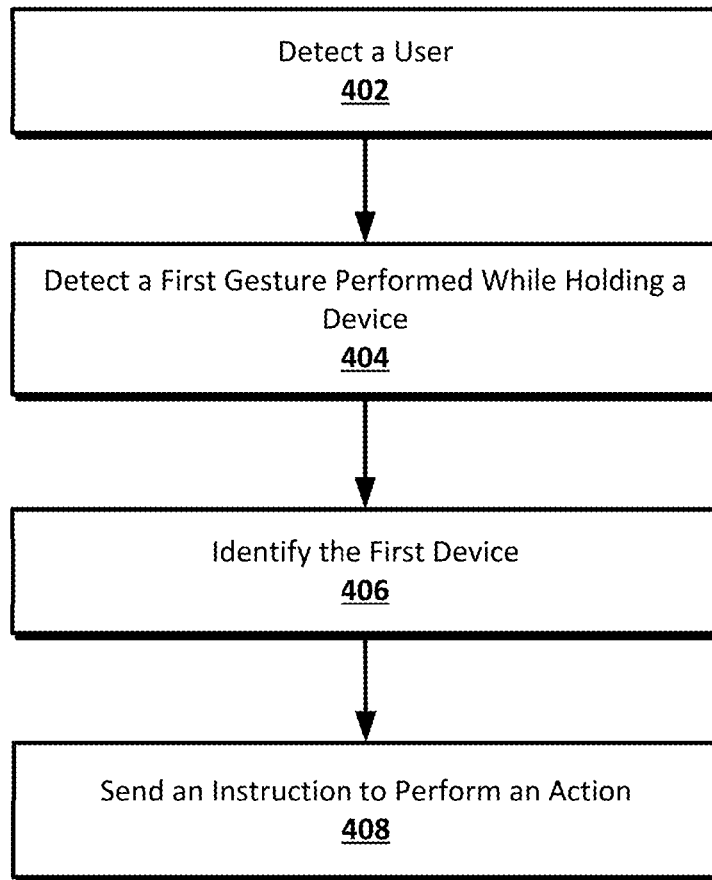 Detect a User
402
Detect a First Gesture Performed While Holding a
Device
404
Identify the First Device
406
Send an Instruction to Perform an Action
408